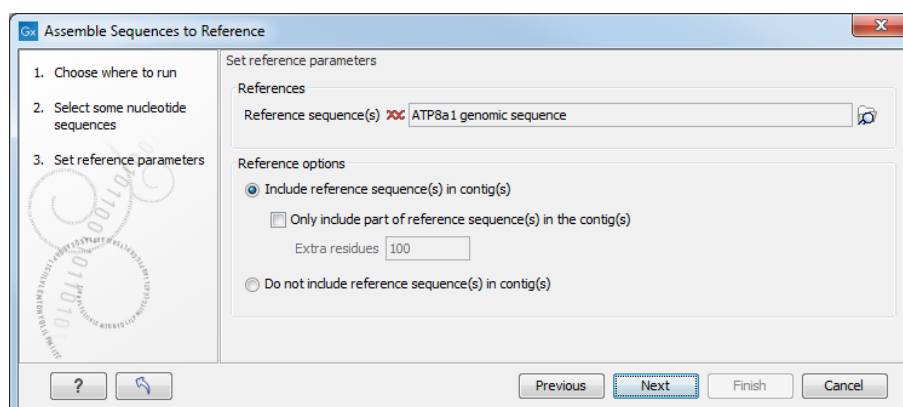 Gx Assemble Sequences to Reference
1. Choose where to run
2. Select some nucleotide
sequences
3. Set reference parameters
Set reference parameters
References
Reference sequence(s) ATP8a1 genomic sequence
Reference options
Include reference sequence(s) in contig(s)
Only include part of reference sequence(s) in the contig(s)
Extra residues 100
Do not include reference sequence(s) in contig(s)
? Previous Next Finish Cancel